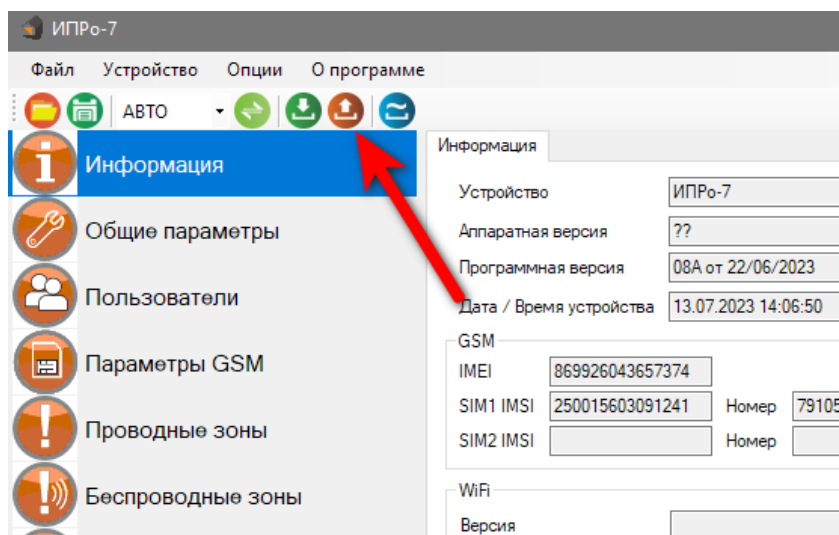 ИПРо-7
Файл Устройство Опции О программе
АВТО
Информация
Общие параметры
Пользователи
Параметры GSM
Проводные зоны
Беспроводные зоны
Информация
Устройство ИПРо-7
Аппаратная версия ??
Программная версия 08A от 22/06/2023
Дата / Время устройства 13.07.2023 14:06:50
GSM
IMEI 869926043657374
SIM1 IMSI 250015603091241 Номер 79105
SIM2 IMSI Номер
WiFi
Версия